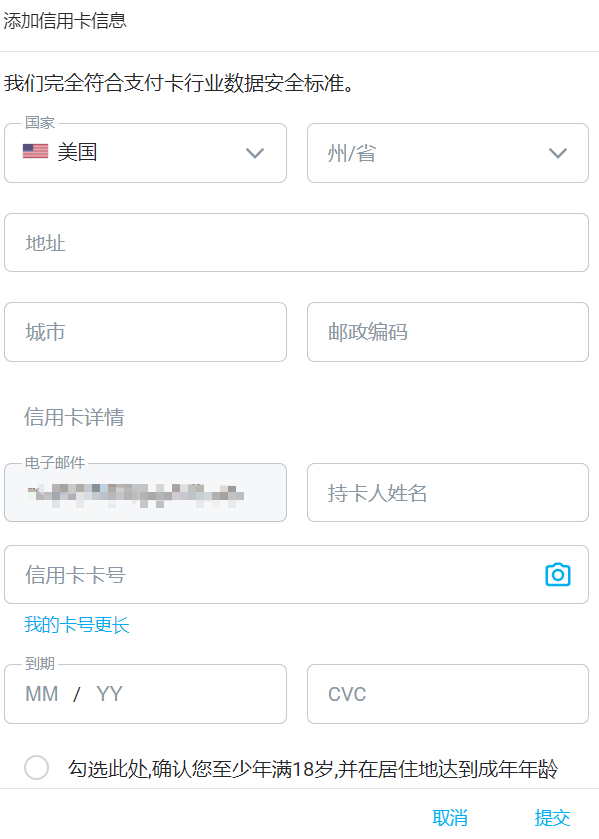 添加信用卡信息
我们完全符合支付卡行业数据安全标准。
国家
美国
州/省
地址
城市
邮政编码
信用卡详情
电子邮件
持卡人姓名
信用卡卡号
我的卡号更长
到期
MM / YY
CVC
勾选此处,确认您至少年满18岁,并在居住地达到成年年龄
取消
提交